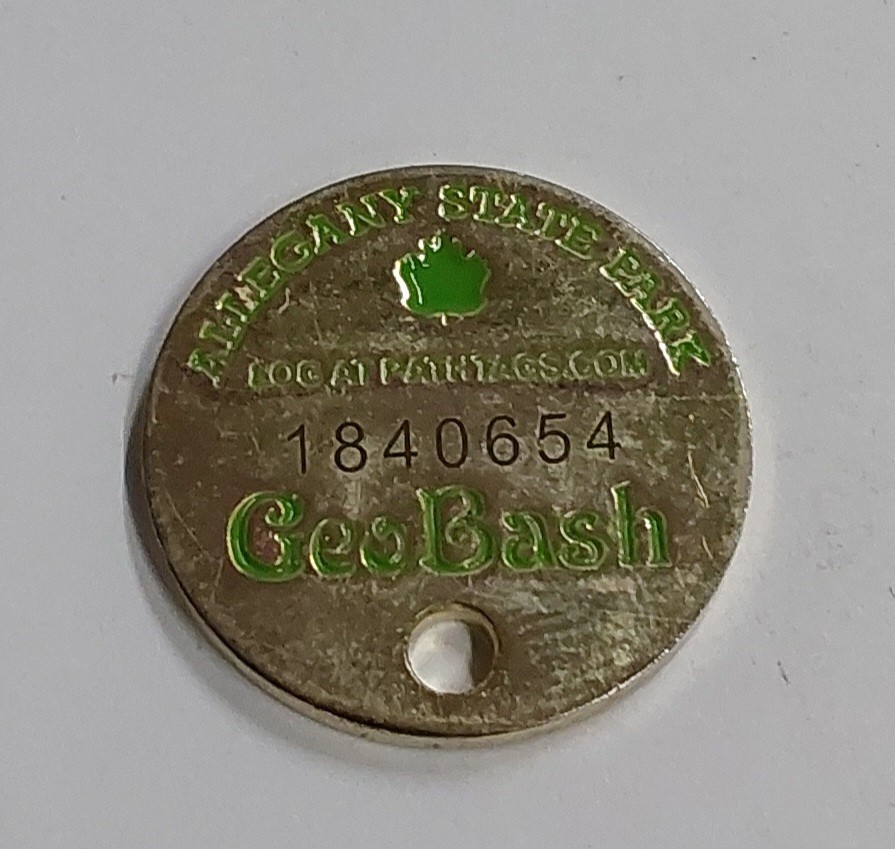 ALLEGANY STATE PARK
LOG AT PATHTAGS.COM
1840654
GeoBash